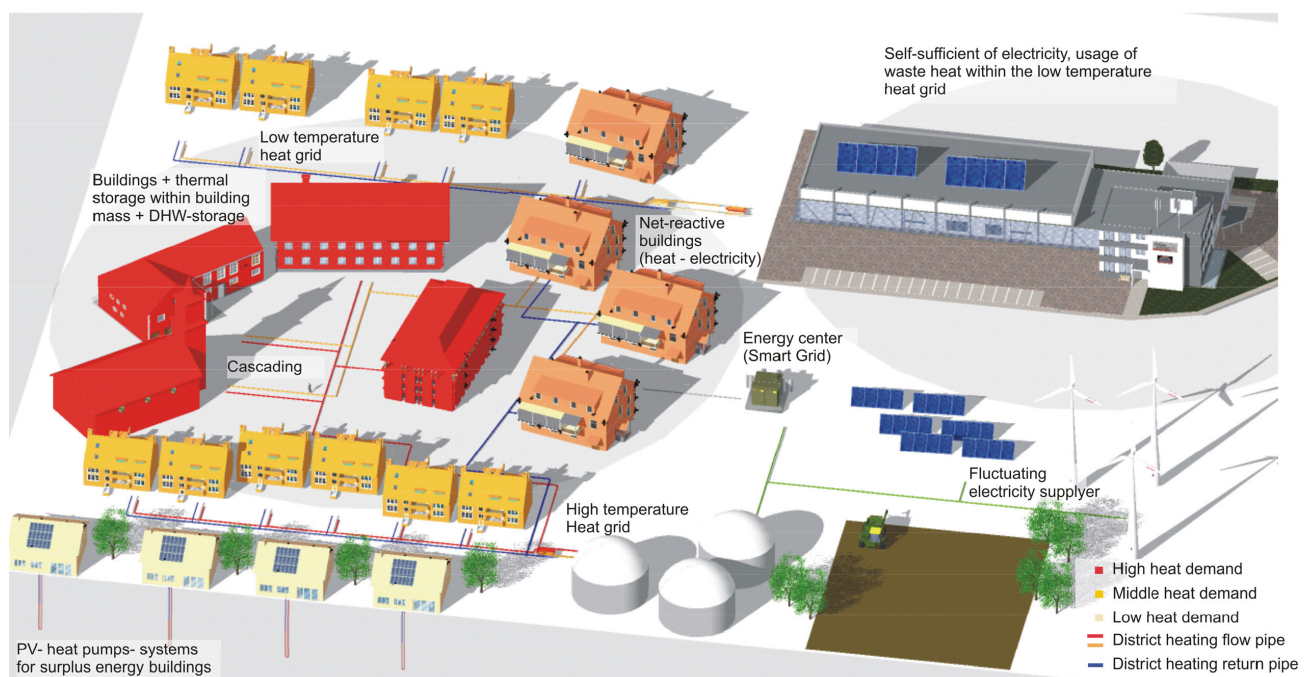 Self-sufficient of electricity, usage of
waste heat within the low temperature
heat grid
Low temperature
heat grid
Buildings + thermal
storage within building
mass + DHW-storage
Net-reactive
buildings
(heat - electricity)
Energy center
(Smart Grid)
Cascading
Fluctuating
electricity supplyer
High temperature
Heat grid
High heat demand
Middle heat demand
Low heat demand
District heating flow pipe
District heating return pipe
PV- heat pumps- systems
for surplus energy buildings